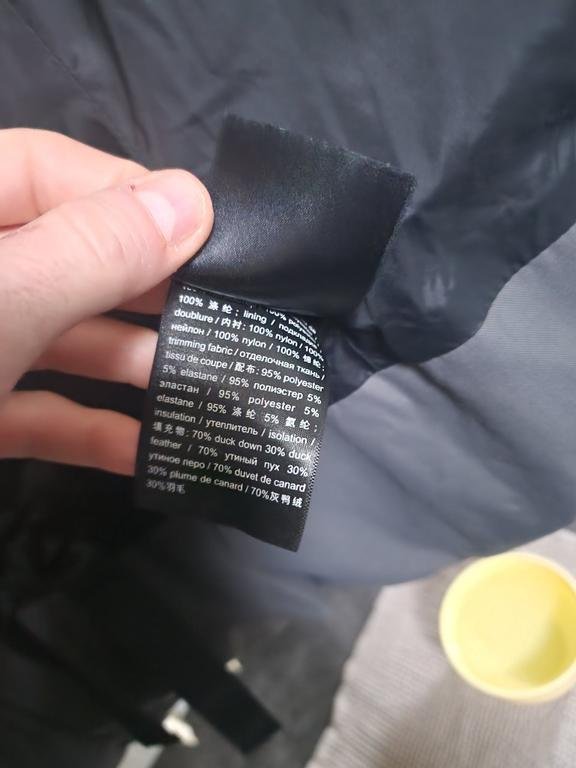 100% 涤 纶 ; lining /
doublure / 内衬: 100% nylon / 100%
нейлон / 100% nylon / 100%
trimming fabric / отделочная ткань /
tissu de coupe / 配布: 95% polyester
5% elastane / 95% полиэстер 5%
эластан / 95% polyester 5%
elastane / 95% 涤 纶 5% 氨 纶 ;
insulation / утеплитель / isolation /
填充物: 70% duck down 30% duck
feather / 70% утиный пух 30%
утиное перо / 70% duvet de canard
30% plume de canard / 70%灰鸭绒
30%羽毛